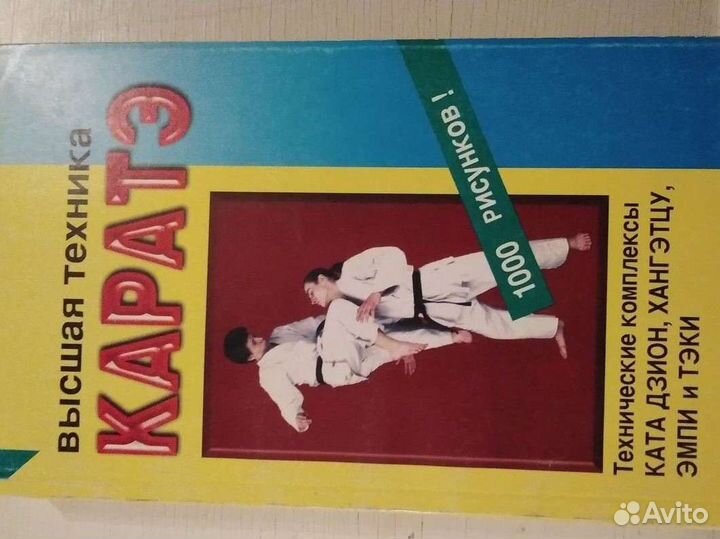 Высшая техника
КАРАТЭ
1000 рисунков!
Технические комплексы
КАТА ДЗИОН, ХАНГЭТЦУ,
ЭМПИ и ТЭКИ
Avito